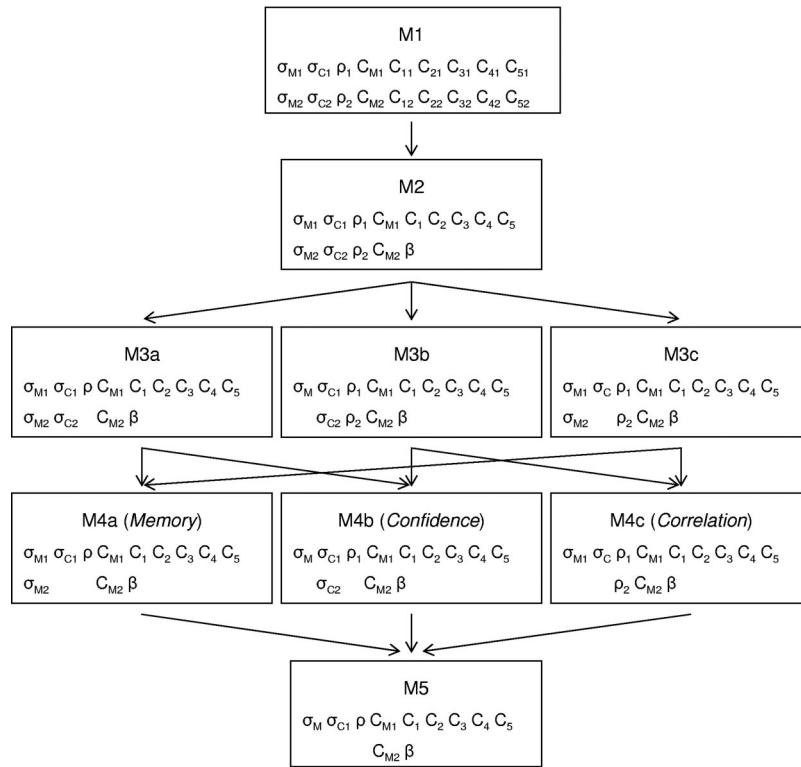 M1
σM1 σC1 ρ1 CM1 C11 C21 C31 C41 C51
σM2 σC2 ρ2 CM2 C12 C22 C32 C42 C52
M2
σM1 σC1 ρ1 CM1 C1 C2 C3 C4 C5
σM2 σC2 ρ2 CM2 β
M3a
σM1 σC1 ρ CM1 C1 C2 C3 C4 C5
σM2 σC2 CM2 β
M3b
σM σC1 ρ1 CM1 C1 C2 C3 C4 C5
σC2 ρ2 CM2 β
M3c
σM1 σC ρ1 CM1 C1 C2 C3 C4 C5
σM2 ρ2 CM2 β
M4a (Memory)
σM1 σC1 ρ CM1 C1 C2 C3 C4 C5
σM2 CM2 β
M4b (Confidence)
σM σC1 ρ1 CM1 C1 C2 C3 C4 C5
σC2 CM2 β
M4c (Correlation)
σM1 σC ρ1 CM1 C1 C2 C3 C4 C5
ρ2 CM2 β
M5
σM σC1 ρ CM1 C1 C2 C3 C4 C5
CM2 β